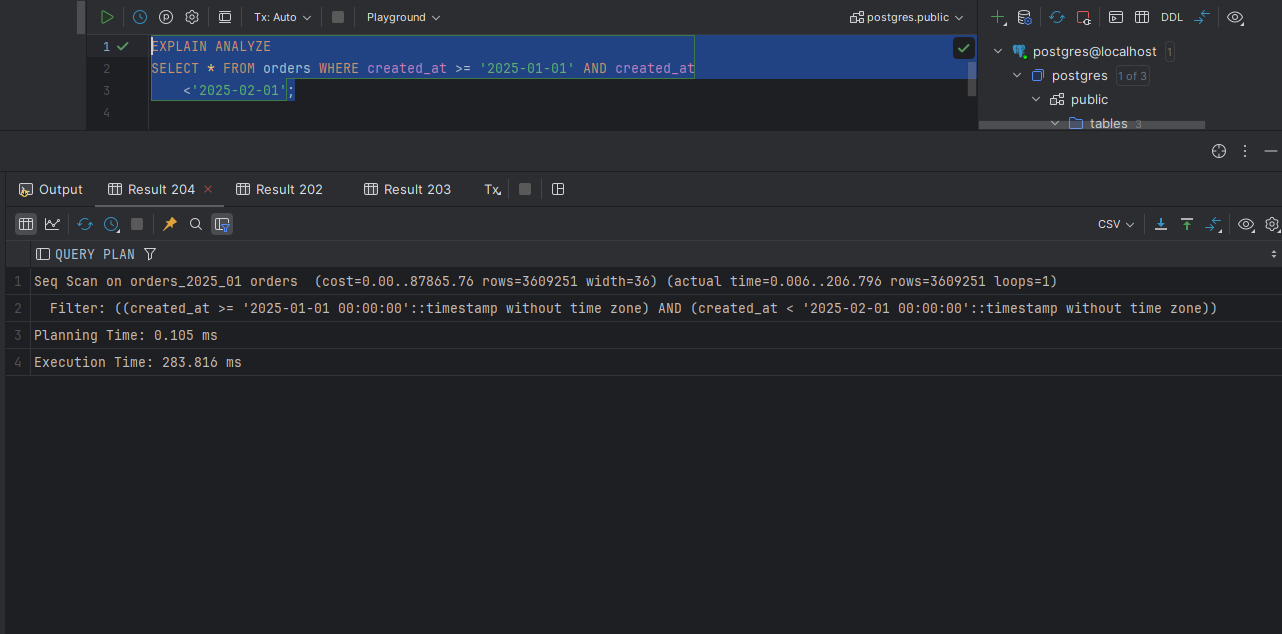 Tx: Auto
Playground
postgres.public
DDL
1 EXPLAIN ANALYZE
2 SELECT * FROM orders WHERE created_at >= '2025-01-01' AND created_at
3 <'2025-02-01';
4
postgres@localhost 1
postgres 1 of 3
public
tables 3
Output Result 204 Result 202 Result 203 Tx
CSV
QUERY PLAN
1 Seq Scan on orders_2025_01 orders  (cost=0.00..87865.76 rows=3609251 width=36) (actual time=0.006..206.796 rows=3609251 loops=1)
2 Filter: ((created_at >= '2025-01-01 00:00:00'::timestamp without time zone) AND (created_at < '2025-02-01 00:00:00'::timestamp without time zone))
3 Planning Time: 0.105 ms
4 Execution Time: 283.816 ms